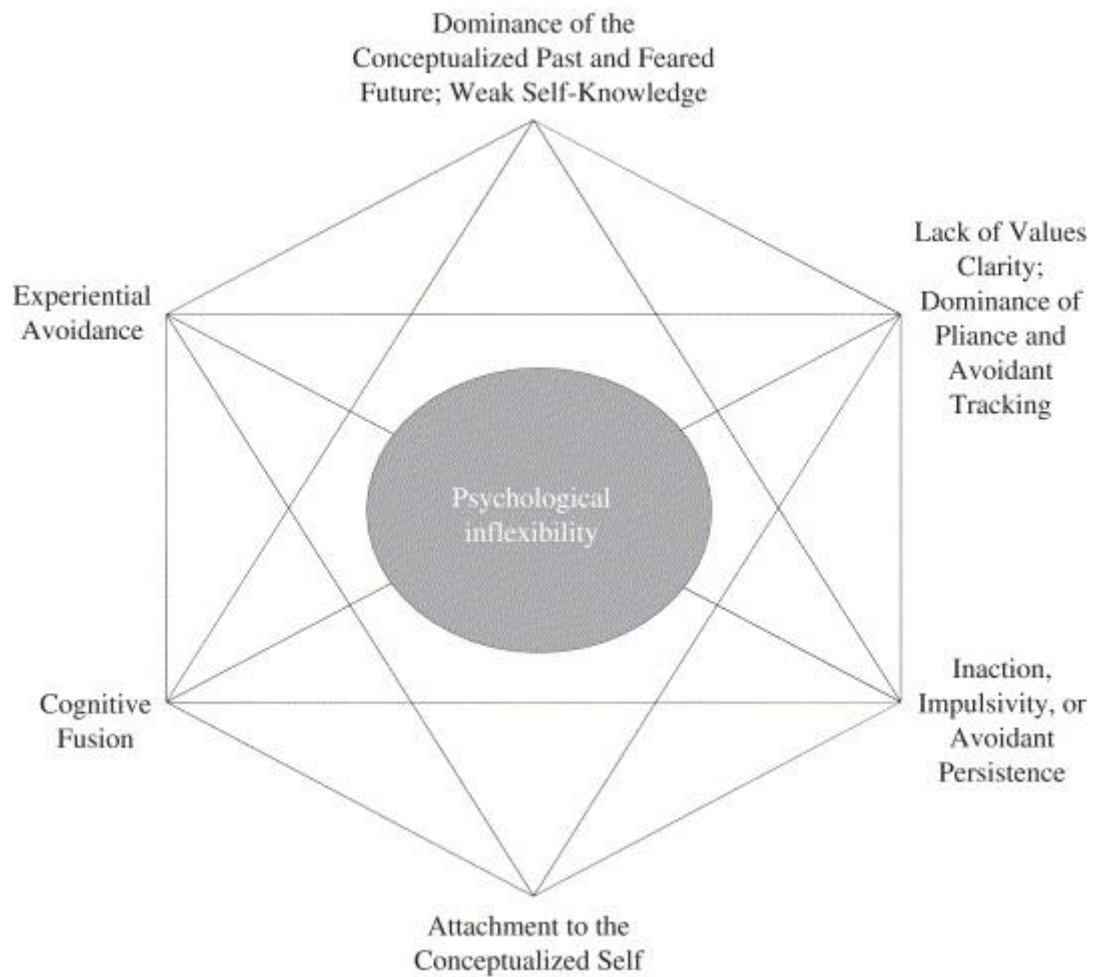 Dominance of the
Conceptualized Past and Feared
Future; Weak Self-Knowledge
Lack of Values
Clarity;
Dominance of
Pliance and
Avoidant
Tracking
Experiential
Avoidance
Psychological
inflexibility
Cognitive
Fusion
Inaction,
Impulsivity, or
Avoidant
Persistence
Attachment to the
Conceptualized Self